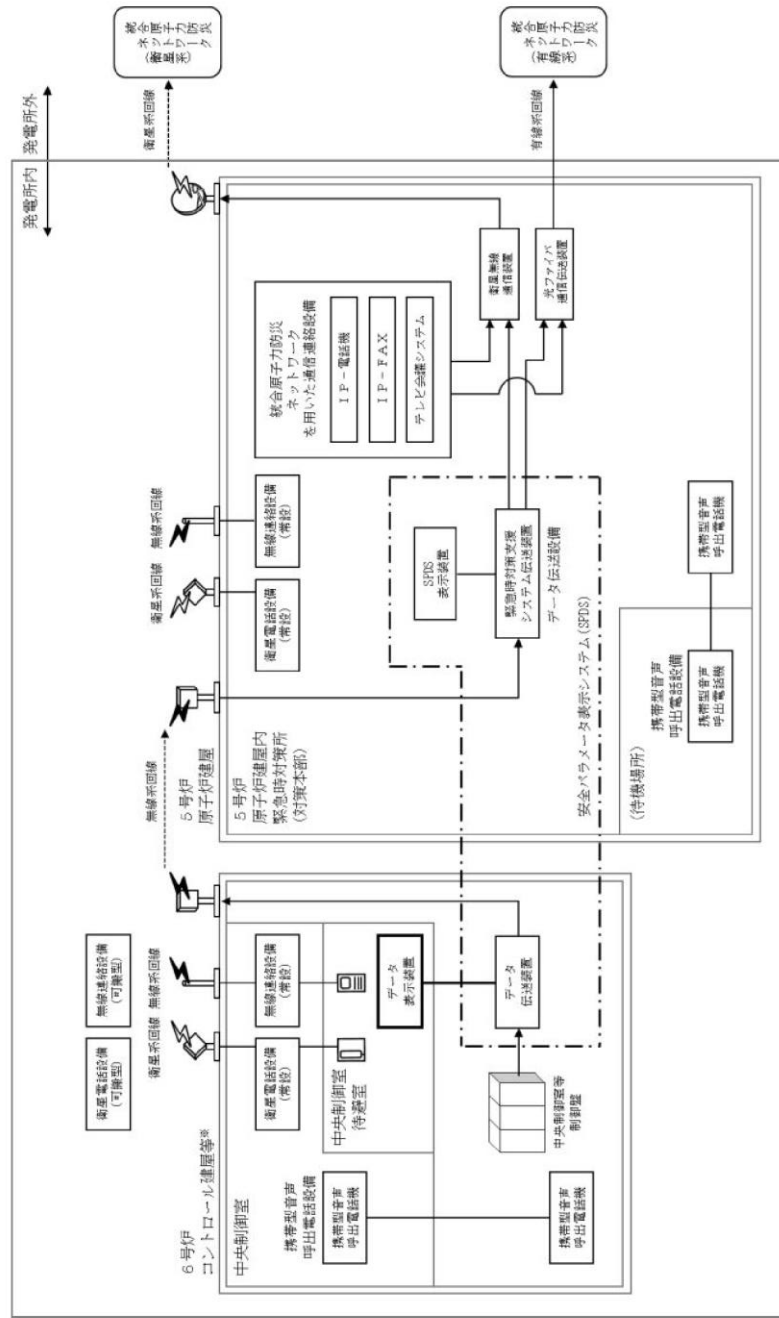 発電所内
発電所外
衛星系回線
統合原子力防災
ネットワーク
(衛星系)
有線系回線
統合原子力防災
ネットワーク
(有線系)
衛星電話設備
(可搬型)
無線連絡設備
(可搬型)
6号炉
コントロール建屋等※
衛星系回線
無線系回線
無線系回線
中央制御室
携帯型音声
呼出電話設備
携帯型音声
呼出電話機
携帯型音声
呼出電話機
衛星電話設備
(常設)
無線連絡設備
(常設)
中央制御室
待避室
データ
表示装置
データ
伝送装置
中央制御室等
制御盤
5号炉
原子炉建屋
5号炉
原子炉建屋内
緊急時対策所
(対策本部)
衛星系回線
無線系回線
衛星電話設備
(常設)
無線連絡設備
(常設)
統合原子力防災
ネットワーク
を用いた通信連絡設備
IP-電話機
IP-FAX
テレビ会議システム
衛星無線
通信装置
光ファイバ
通信伝送装置
SPDS
表示装置
緊急時対策支援
システム伝送装置
データ伝送設備
安全パラメータ表示システム(SPDS)
(待機場所)
携帯型音声
呼出電話設備
携帯型音声
呼出電話機
携帯型音声
呼出電話機